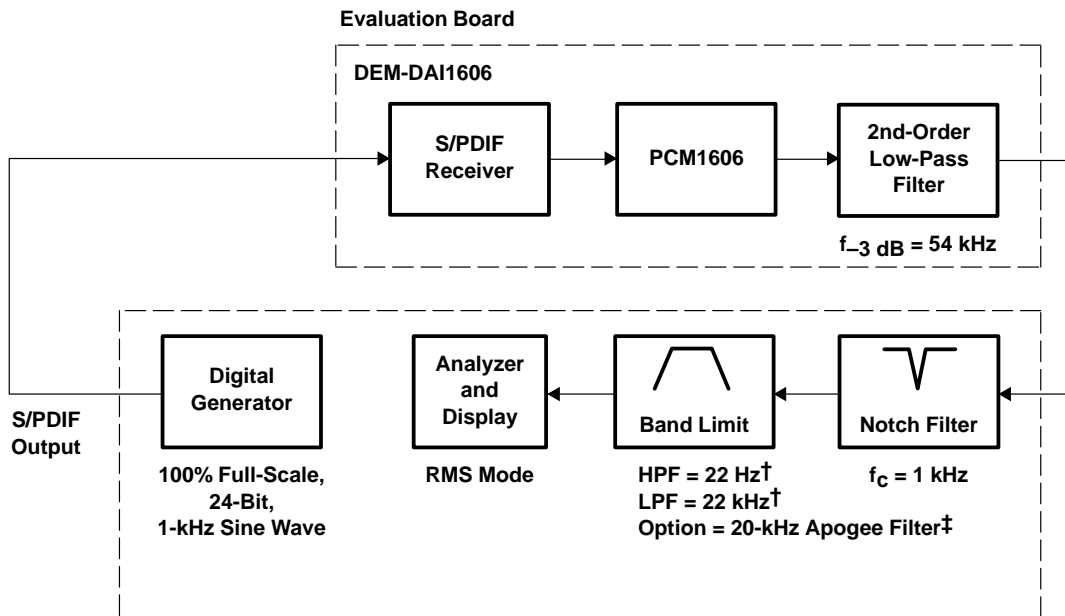 Evaluation Board
DEM-DAI1606
S/PDIF
Receiver
PCM1606
2nd-Order
Low-Pass
Filter
f–3 dB = 54 kHz
S/PDIF
Output
Digital
Generator
100% Full-Scale,
24-Bit,
1-kHz Sine Wave
Analyzer
and
Display
RMS Mode
Band Limit
HPF = 22 Hz†
LPF = 22 kHz†
Option = 20-kHz Apogee Filter‡
Notch Filter
fc = 1 kHz